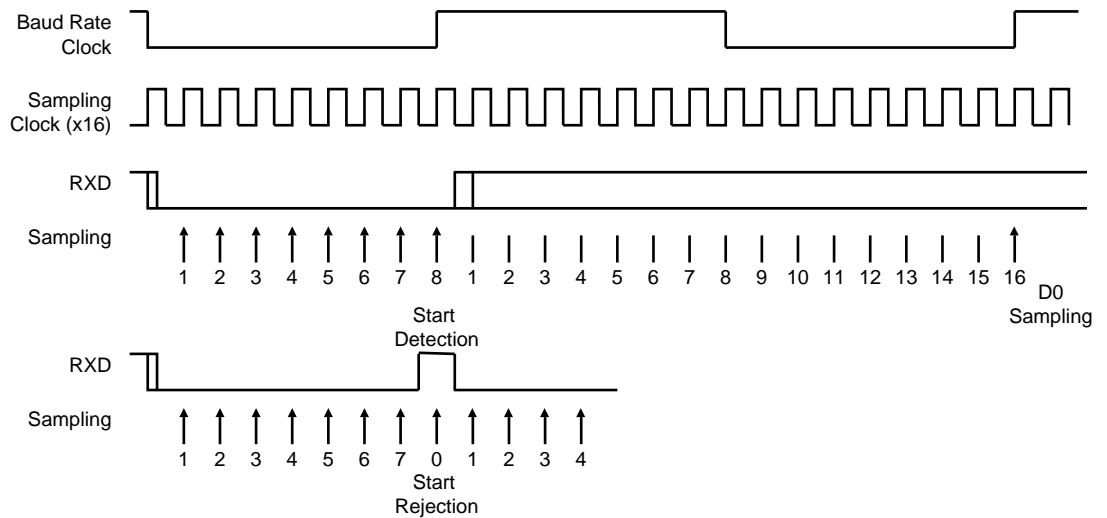 Baud Rate
Clock
Sampling
Clock (x16)
RXD
Sampling
1 2 3 4 5 6 7 8 1 2 3 4 5 6 7 8 9 10 11 12 13 14 15 16
D0
Sampling
Start
Detection
RXD
Sampling
1 2 3 4 5 6 7 0 1 2 3 4
Start
Rejection